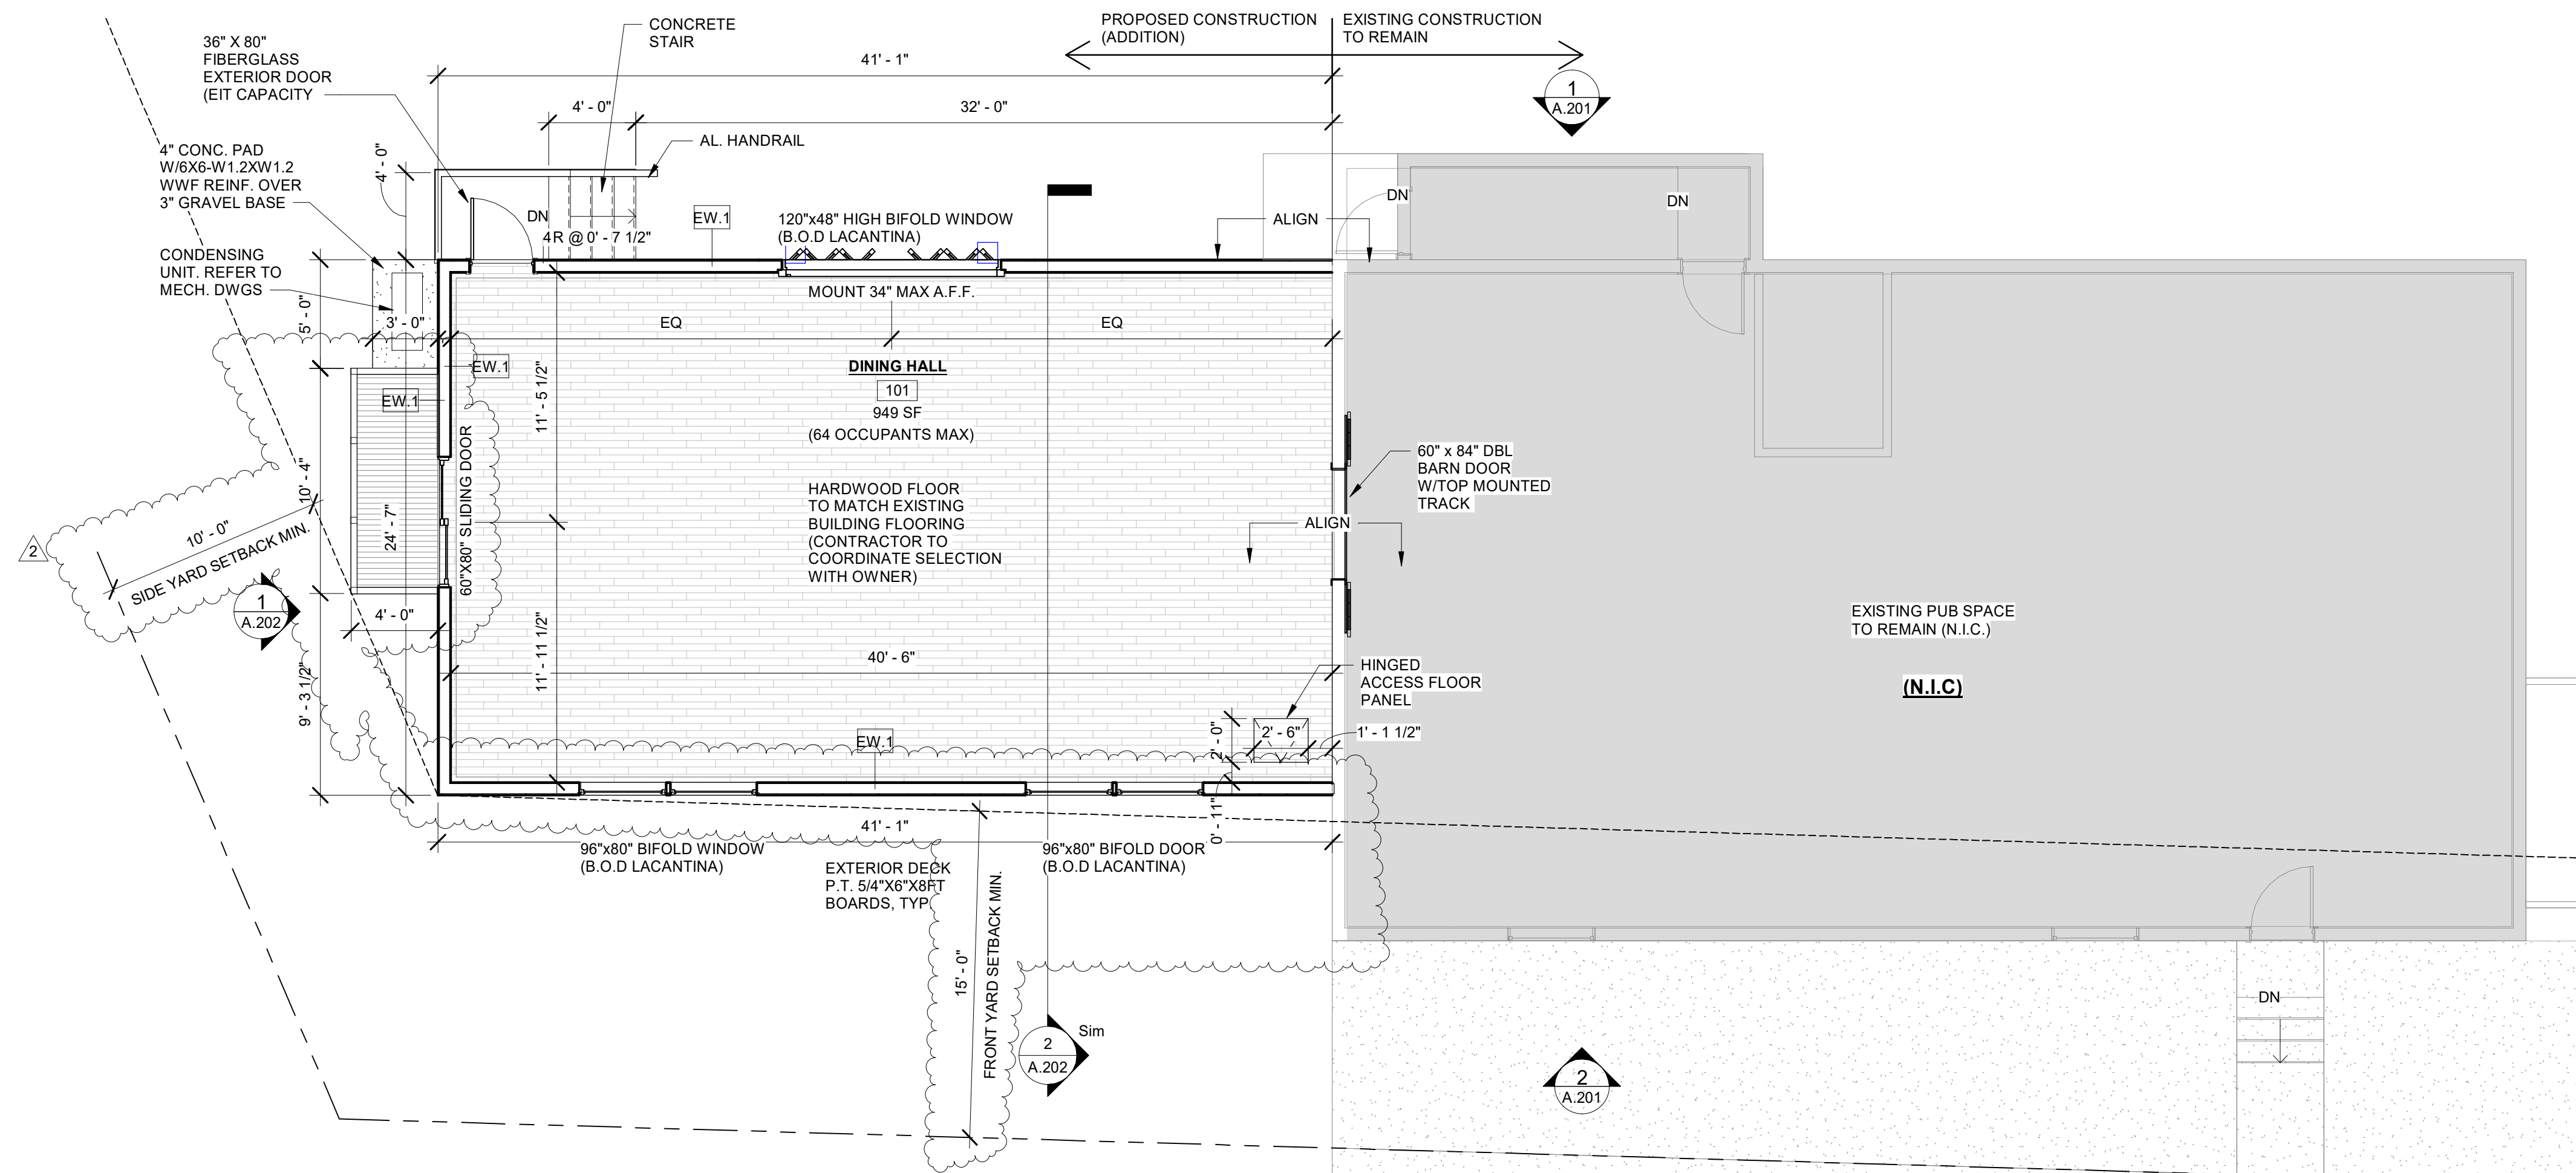 PROPOSED CONSTRUCTION
(ADDITION)
EXISTING CONSTRUCTION
TO REMAIN
CONCRETE
STAIR
36" X 80"
FIBERGLASS
EXTERIOR DOOR
(EIT CAPACITY
41' - 1"
1
A.201
4' - 0"
32' - 0"
AL. HANDRAIL
4" CONC. PAD
W/6X6-W1.2XW1.2
WWF REINF. OVER
3" GRAVEL BASE
4' - 0"
DN
4R @ 0' - 7 1/2"
EW.1
120"x48" HIGH BIFOLD WINDOW
(B.O.D LACANTINA)
ALIGN
DN
DN
CONDENSING
UNIT. REFER TO
MECH. DWGS
5' - 0"
3' - 0"
MOUNT 34" MAX A.F.F.
EQ
EQ
EW.1
EW.1
DINING HALL
101
949 SF
(64 OCCUPANTS MAX)
11' - 5 1/2"
60"X80" SLIDING DOOR
10' - 4"
24' - 7"
60" x 84" DBL
BARN DOOR
W/TOP MOUNTED
TRACK
HARDWOOD FLOOR
TO MATCH EXISTING
BUILDING FLOORING
(CONTRACTOR TO
COORDINATE SELECTION
WITH OWNER)
ALIGN
10' - 0"
SIDE YARD SETBACK MIN.
2
1
A.202
4' - 0"
EXISTING PUB SPACE
TO REMAIN (N.I.C.)
(N.I.C)
9' - 3 1/2"
11' - 11 1/2"
40' - 6"
HINGED
ACCESS FLOOR
PANEL
2' - 0"
2' - 6"
1' - 1 1/2"
EW.1
0' - 11"
41' - 1"
96"x80" BIFOLD WINDOW
(B.O.D LACANTINA)
96"x80" BIFOLD DOOR
(B.O.D LACANTINA)
EXTERIOR DECK
P.T. 5/4"X6"X8FT
BOARDS, TYP.
15' - 0"
FRONT YARD SETBACK MIN.
2
A.202
Sim
2
A.201
DN